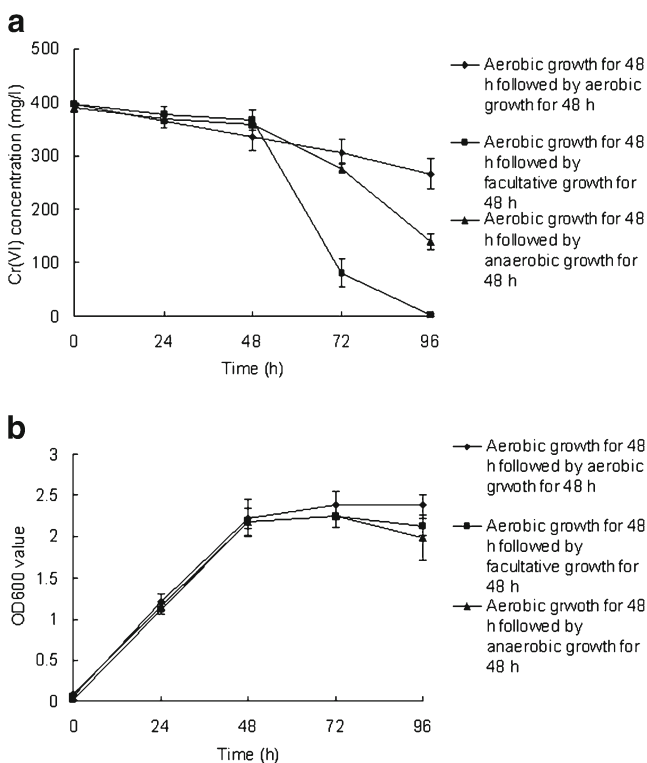 a
500
400
300
200
100
0
Cr(VI) concentration (mg/l)
0 24 48 72 96
Time (h)
Aerobic growth for 48
h followed by aerobic
growth for 48 h
Aerobic growth for 48
h followed by
facultative growth for
48 h
Aerobic growth for 48
h followed by
anaerobic growth for
48 h
b
3
2.5
2
1.5
1
0.5
0
OD600 value
0 24 48 72 96
Time (h)
Aerobic growth for 48
h followed by aerobic
grvoth for 48 h
Aerobic growth for 48
h followed by
facultative growth for
48 h
Aerobic grvoth for 48
h followed by
anaerobic growth for
48 h